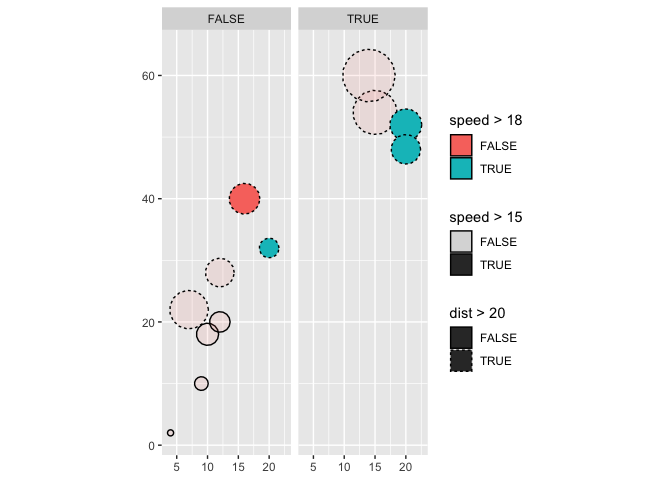 FALSE TRUE
60
40
20
0
5 10 15 20 5 10 15 20
speed > 18
FALSE
TRUE
speed > 15
FALSE
TRUE
dist > 20
FALSE
TRUE